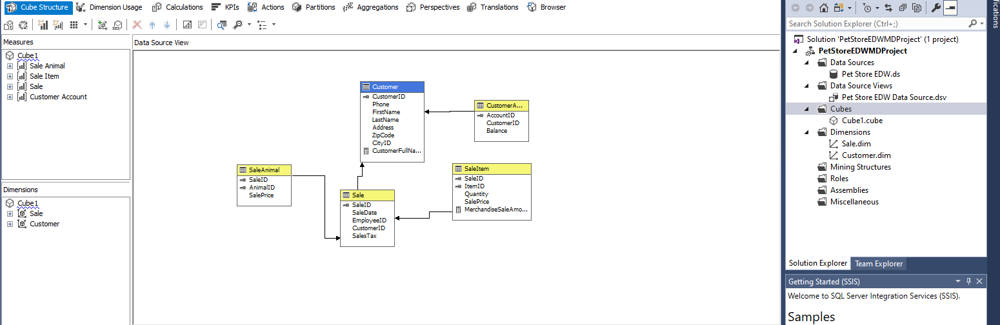 Cube Structure Dimension Usage Calculations KPIs Actions Partitions Aggregations Perspectives Translations Browser
Measures
Cube1
Sale Animal
Sale Item
Sale
Customer Account
Dimensions
Cube1
Sale
Customer
Data Source View
Customer
CustomerID
Phone
FirstName
LastName
Address
ZipCode
CityID
CustomerFullNa...
CustomerA...
AccountID
CustomerID
Balance
SaleAnimal
SaleID
AnimalID
SalePrice
Sale
SaleID
SaleDate
EmployeeID
CustomerID
SalesTax
SaleItem
SaleID
ItemID
Quantity
SalePrice
MerchandiseSaleAmo...
Search Solution Explorer (Ctrl+;)
Solution 'PetStoreEDWMDProject' (1 project)
PetStoreEDWMDProject
Data Sources
Pet Store EDW.ds
Data Source Views
Pet Store EDW Data Source.dsv
Cubes
Cube1.cube
Dimensions
Sale.dim
Customer.dim
Mining Structures
Roles
Assemblies
Miscellaneous
Solution Explorer Team Explorer
Getting Started (SSIS)
Welcome to SQL Server Integration Services (SSIS).
Samples